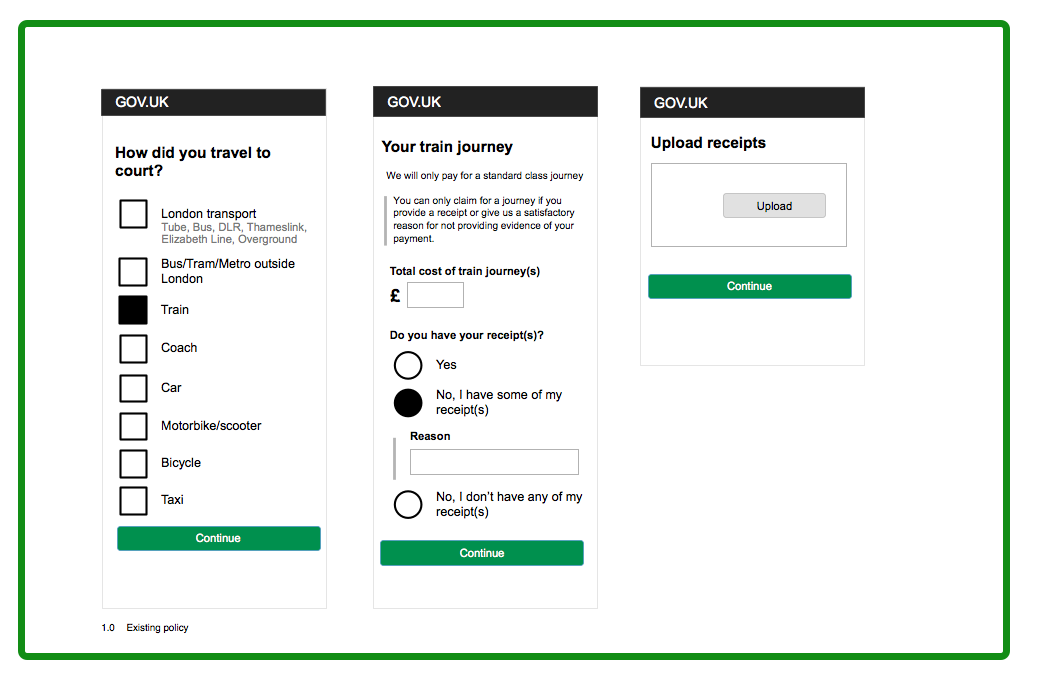 GOV.UK
How did you travel to
court?
London transport
Tube, Bus, DLR, Thameslink,
Elizabeth Line, Overground
Bus/Tram/Metro outside
London
Train
Coach
Car
Motorbike/scooter
Bicycle
Taxi
Continue
GOV.UK
Your train journey
We will only pay for a standard class journey
You can only claim for a journey if you
provide a receipt or give us a satisfactory
reason for not providing evidence of your
payment.
Total cost of train journey(s)
£
Do you have your receipt(s)?
Yes
No, I have some of my
receipt(s)
Reason
No, I don't have any of my
receipt(s)
Continue
GOV.UK
Upload receipts
Upload
Continue
1.0 Existing policy